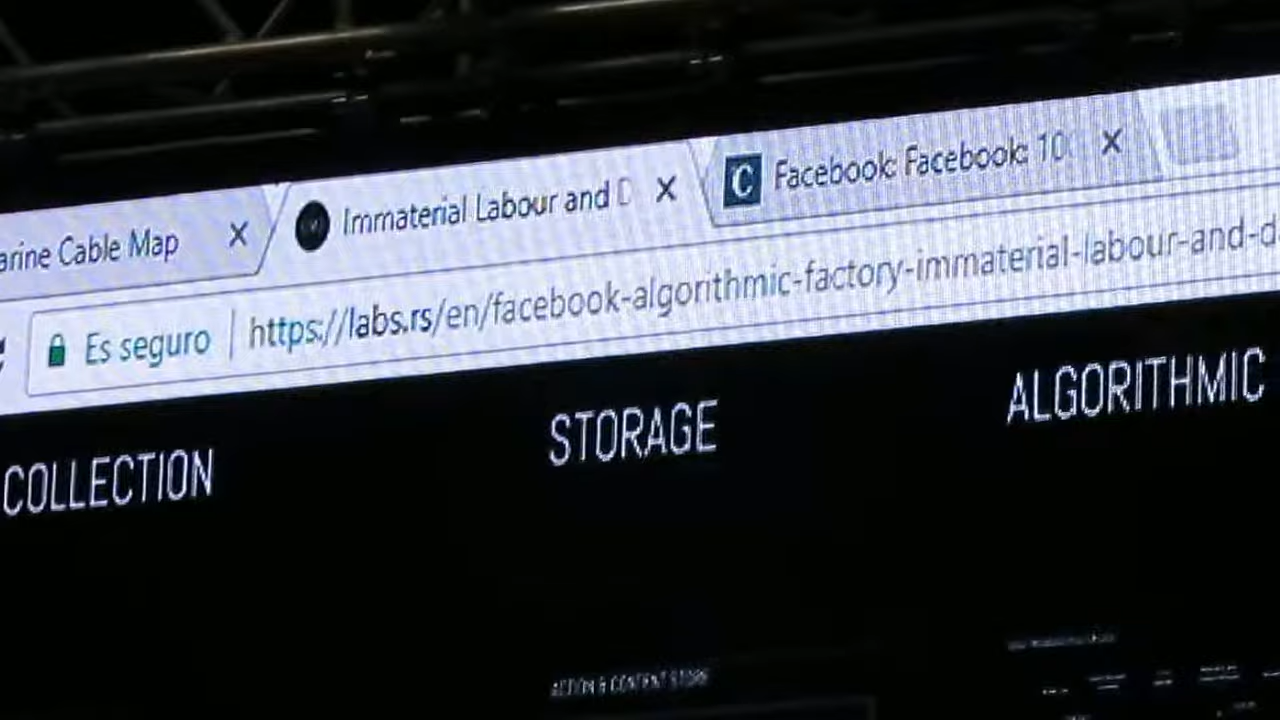 arine Cable Map
Immaterial Labour and D
C Facebook: Facebook: 10
Es seguro
https://labs.rs/en/facebook-algorithmic-factory-immaterial-labour-and-d
COLLECTION
STORAGE
ALGORITHMIC
ACTION & CONTENT STORE